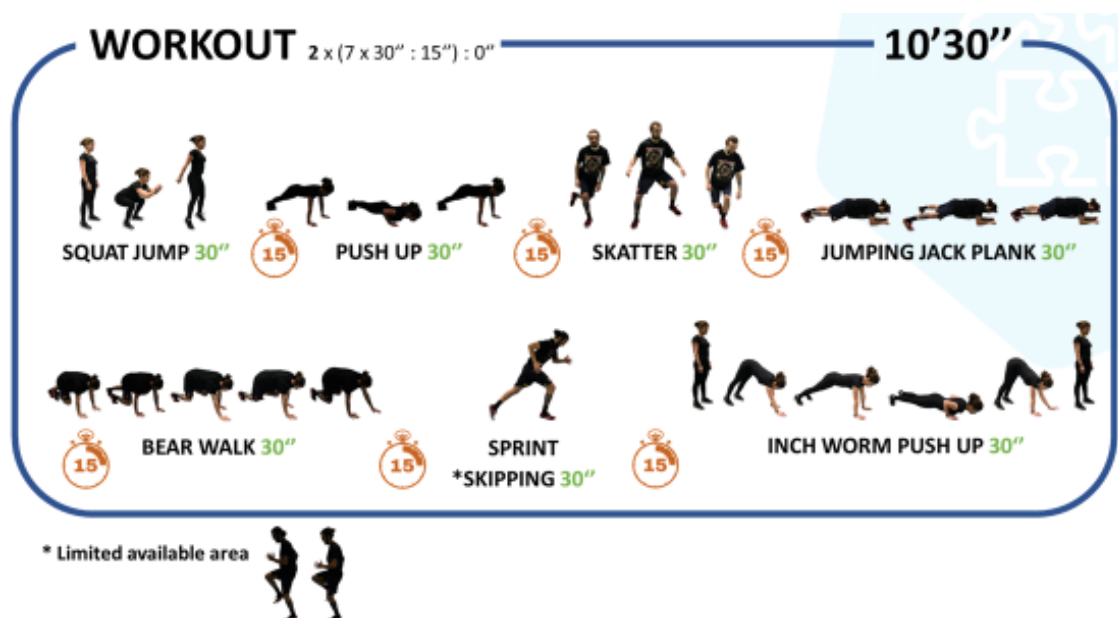 WORKOUT 2 x (7 x 30’’ : 15’’) : 0’’ 10’30’’
SQUAT JUMP 30’’ 15 PUSH UP 30’’ 15 SKATTER 30’’ 15 JUMPING JACK PLANK 30’’
15 BEAR WALK 30’’ 15 SPRINT 15 INCH WORM PUSH UP 30’’
*SKIPPING 30’’
* Limited available area